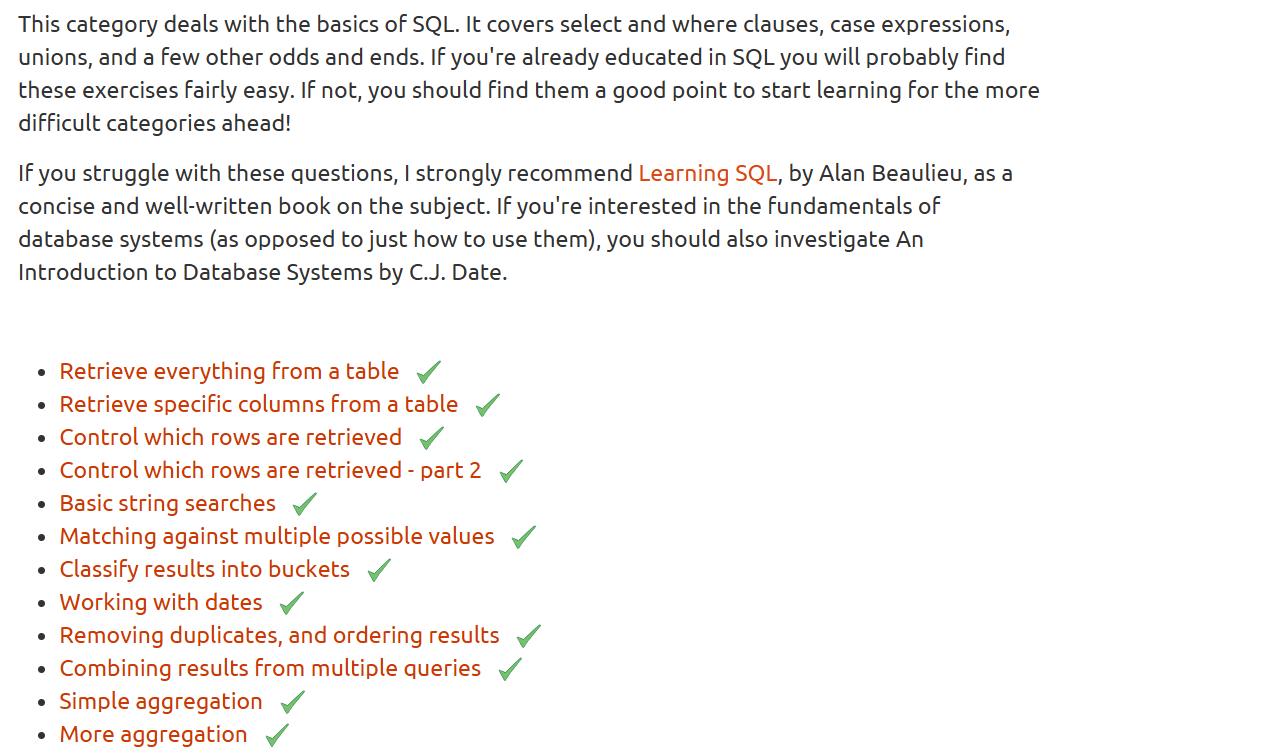 This category deals with the basics of SQL. It covers select and where clauses, case expressions,
unions, and a few other odds and ends. If you're already educated in SQL you will probably find
these exercises fairly easy. If not, you should find them a good point to start learning for the more
difficult categories ahead!
If you struggle with these questions, I strongly recommend Learning SQL, by Alan Beaulieu, as a
concise and well-written book on the subject. If you're interested in the fundamentals of
database systems (as opposed to just how to use them), you should also investigate An
Introduction to Database Systems by C.J. Date.
• Retrieve everything from a table
• Retrieve specific columns from a table
• Control which rows are retrieved
• Control which rows are retrieved - part 2
• Basic string searches
• Matching against multiple possible values
• Classify results into buckets
• Working with dates
• Removing duplicates, and ordering results
• Combining results from multiple queries
• Simple aggregation
• More aggregation